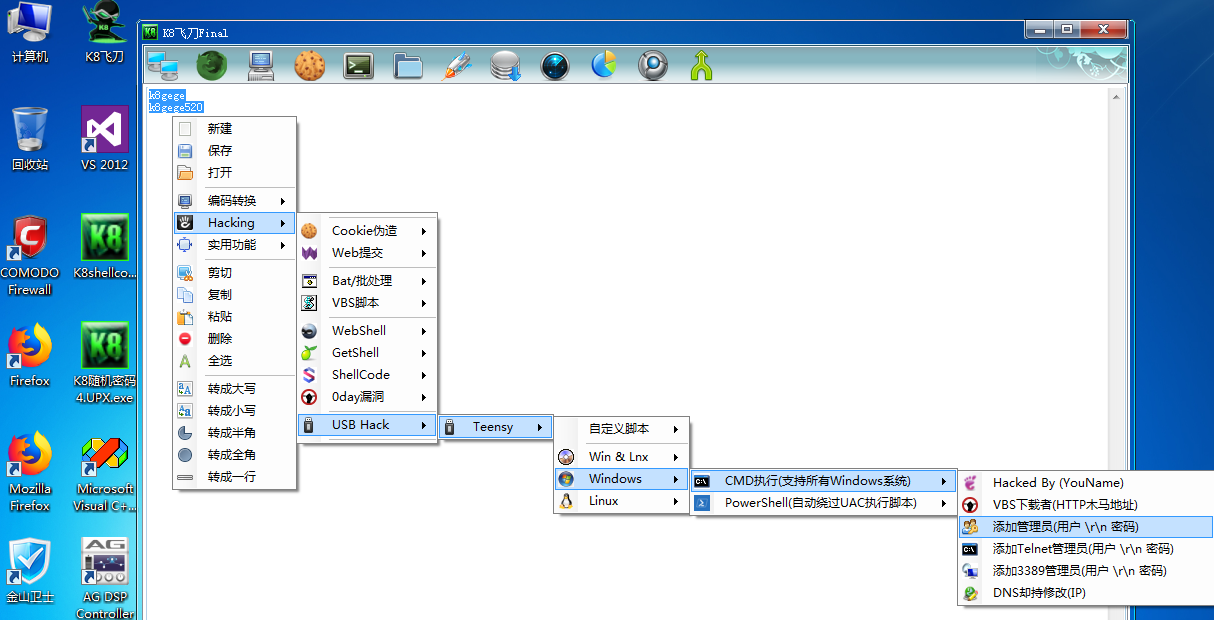 计算机
K8飞刀
回收站
VS 2012
COMODO
Firewall
K8shellco...
Firefox
K8随机密码
4.UPX.exe
Mozilla
Firefox
Microsoft
Visual C+...
金山卫士
AG DSP
Controller
K8飞刀Final
k8gege
k8gege520
新建
保存
打开
编码转换
Hacking
实用功能
剪切
复制
粘贴
删除
全选
转成大写
转成小写
转成半角
转成全角
转成一行
Cookie伪造
Web提交
Bat/批处理
VBS脚本
WebShell
GetShell
ShellCode
0day漏洞
USB Hack
Teensy
自定义脚本
Win & Lnx
Windows
Linux
CMD执行(支持所有Windows系统)
PowerShell(自动绕过UAC执行脚本)
Hacked By (YouName)
VBS下载者(HTTP木马地址)
添加管理员(用户 \r\n 密码)
添加Telnet管理员(用户 \r\n 密码)
添加3389管理员(用户 \r\n 密码)
DNS却持修改(IP)